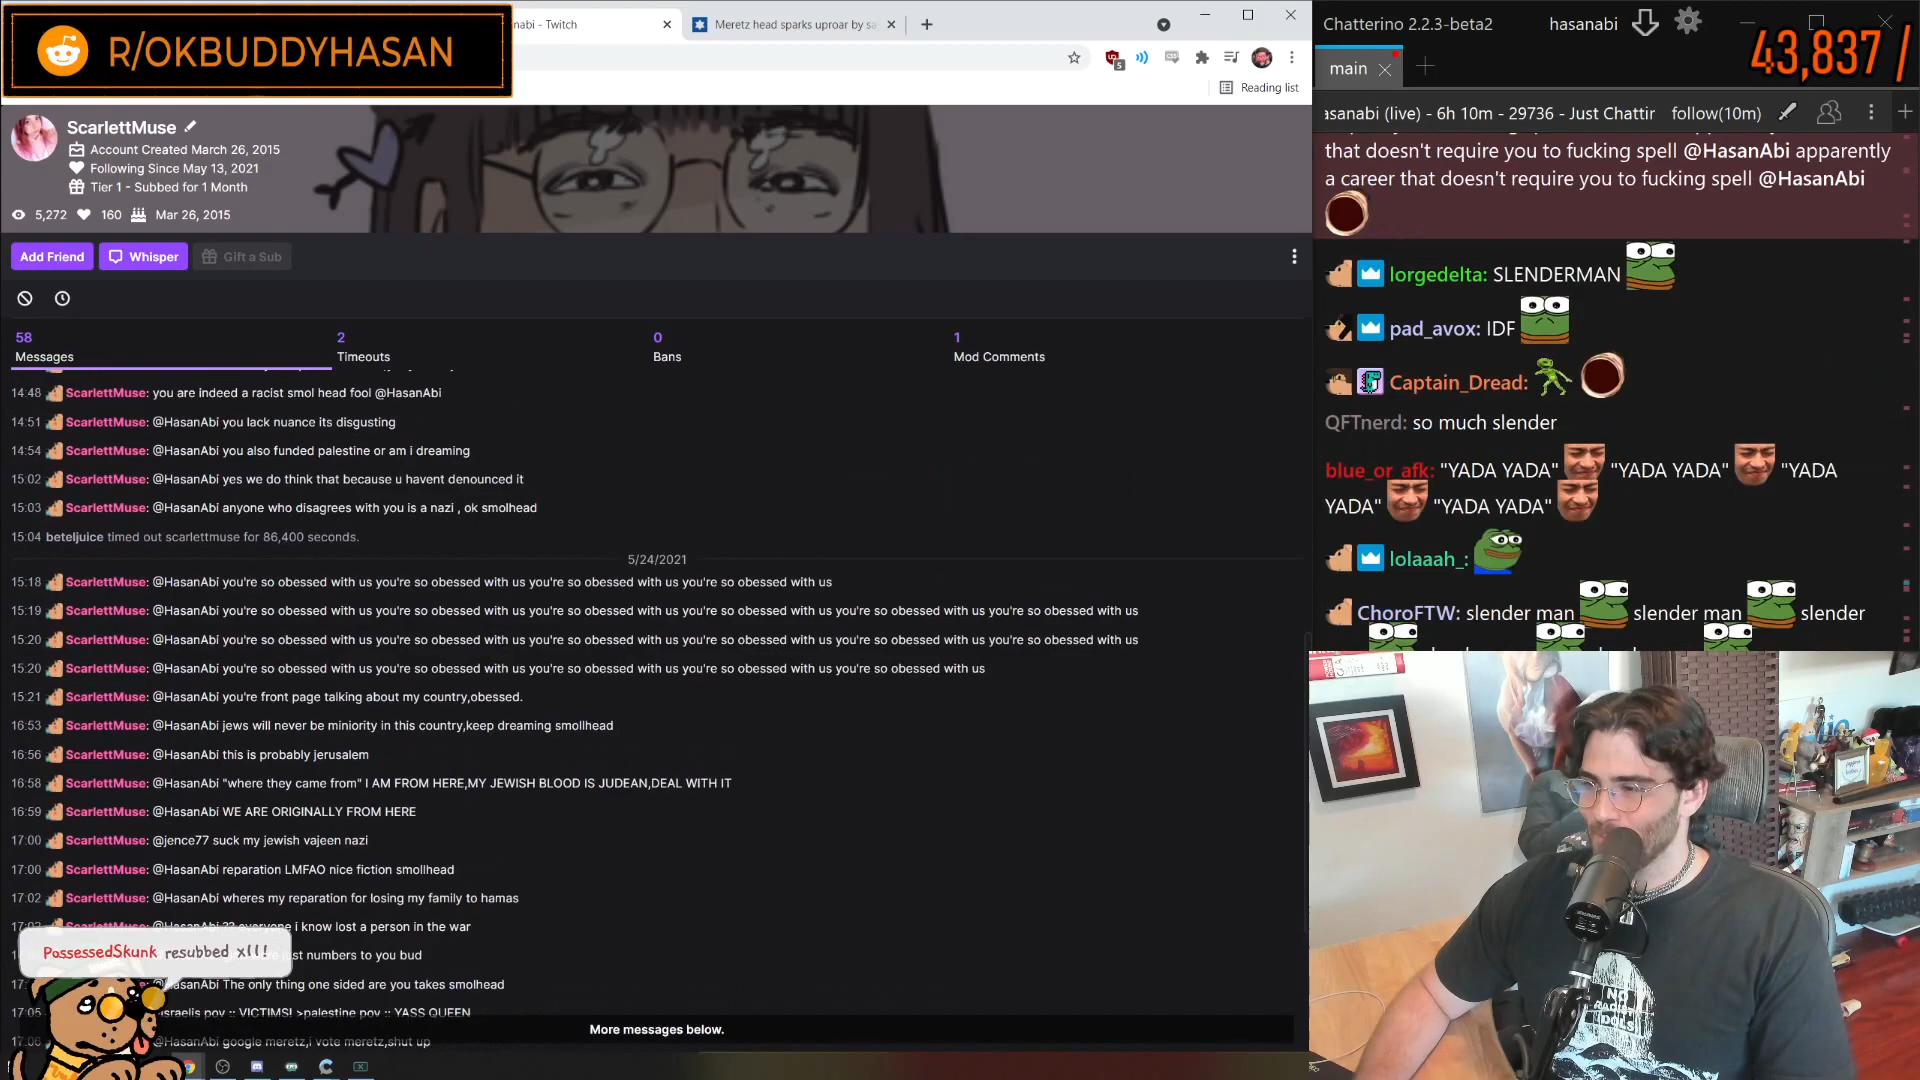 R/OKBUDDYHASAN
nabi - Twitch
Meretz head sparks uproar by sa
5
Reading list
ScarlettMuse
Account Created March 26, 2015
Following Since May 13, 2021
Tier 1 - Subbed for 1 Month
5,272 160 Mar 26, 2015
Add Friend Whisper Gift a Sub
58 2 0 1
Messages Timeouts Bans Mod Comments
14:48 ScarlettMuse: you are indeed a racist smol head fool @HasanAbi
14:51 ScarlettMuse: @HasanAbi you lack nuance its disgusting
14:54 ScarlettMuse: @HasanAbi you also funded palestine or am i dreaming
15:02 ScarlettMuse: @HasanAbi yes we do think that because u havent denounced it
15:03 ScarlettMuse: @HasanAbi anyone who disagrees with you is a nazi , ok smolhead
15:04 beteljuice timed out scarlettmuse for 86,400 seconds.
5/24/2021
15:18 ScarlettMuse: @HasanAbi you're so obessed with us you're so obessed with us you're so obessed with us you're so obessed with us
15:19 ScarlettMuse: @HasanAbi you're so obessed with us you're so obessed with us you're so obessed with us you're so obessed with us you're so obessed with us you're so obessed with us
15:20 ScarlettMuse: @HasanAbi you're so obessed with us you're so obessed with us you're so obessed with us you're so obessed with us you're so obessed with us you're so obessed with us
15:20 ScarlettMuse: @HasanAbi you're so obessed with us you're so obessed with us you're so obessed with us you're so obessed with us you're so obessed with us
15:21 ScarlettMuse: @HasanAbi you're front page talking about my country,obessed.
16:53 ScarlettMuse: @HasanAbi jews will never be miniority in this country,keep dreaming smollhead
16:56 ScarlettMuse: @HasanAbi this is probably jerusalem
16:58 ScarlettMuse: @HasanAbi "where they came from" I AM FROM HERE,MY JEWISH BLOOD IS JUDEAN,DEAL WITH IT
16:59 ScarlettMuse: @HasanAbi WE ARE ORIGINALLY FROM HERE
17:00 ScarlettMuse: @jence77 suck my jewish vajeen nazi
17:00 ScarlettMuse: @HasanAbi reparation LMFAO nice fiction smolhead
17:02 ScarlettMuse: @HasanAbi wheres my reparation for losing my family to hamas
ScarlettMuse: @HasanAbi ?? everyone i know lost a person in the war
PossessedSkunk resubbed x111
just numbers to you bud
17: @HasanAbi The only thing one sided are you takes smolhead
17:05 israelis pov :: VICTIMS! >palestine pov :: YASS QUEEN
More messages below.
17:06 @HasanAbi google meretz,i vote meretz,shut up
Chatterino 2.2.3-beta2 hasanabi
43,837 /
main
asanabi (live) - 6h 10m - 29736 - Just Chattir follow(10m)
that doesn't require you to fucking spell @HasanAbi apparently
a career that doesn't require you to fucking spell @HasanAbi
lorgedelta: SLENDERMAN
pad_avox: IDF
Captain_Dread:
QFTnerd: so much slender
blue_or_afk: "YADA YADA" "YADA YADA" "YADA
YADA" "YADA YADA"
lolaaah_:
ChoroFTW: slender man slender man slender
NO
IDOLS